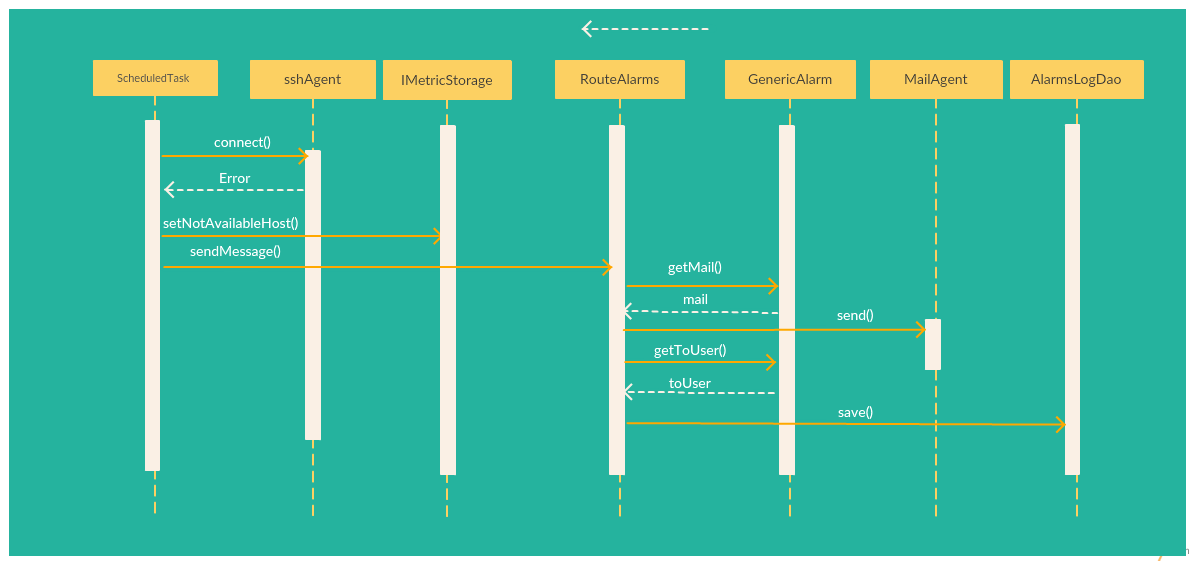 ScheduledTask
sshAgent
IMetricStorage
RouteAlarms
GenericAlarm
MailAgent
AlarmsLogDao
connect()
Error
setNotAvailableHost()
sendMessage()
getMail()
mail
send()
getToUser()
toUser
save()